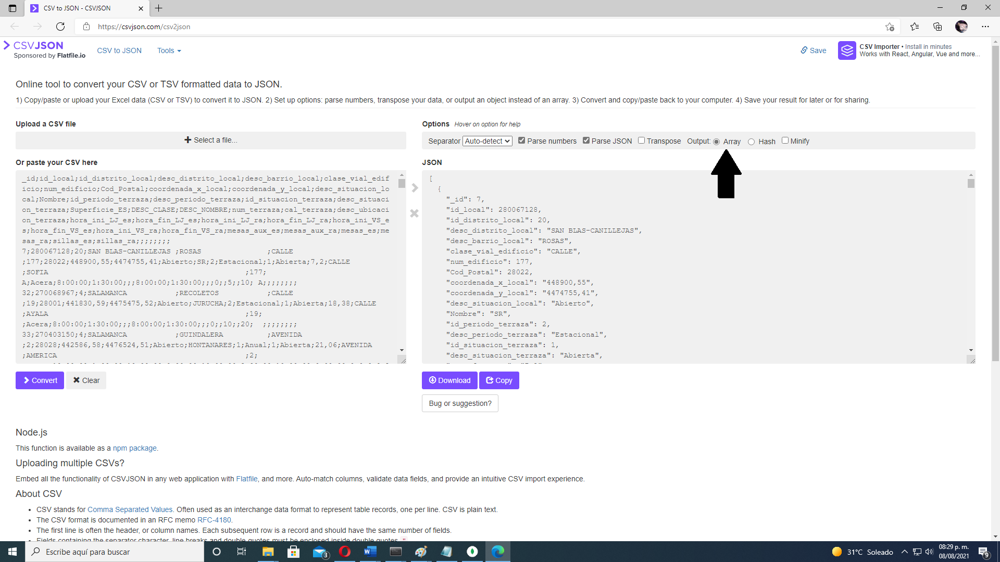 CSV to JSON - CSVJSON
https://csvjson.com/csv2json
CSVJSON
Sponsored by Flatfile.io
CSV to JSON
Tools
Save
CSV Importer • Install in minutes
Works with React, Angular, Vue and more...
Online tool to convert your CSV or TSV formatted data to JSON.
1) Copy/paste or upload your Excel data (CSV or TSV) to convert it to JSON. 2) Set up options: parse numbers, transpose your data, or output an object instead of an array. 3) Convert and copy/paste back to your computer. 4) Save your result for later or for sharing.
Upload a CSV file
Select a file...
Options Hover on option for help
Separator Auto-detect Parse numbers Parse JSON Transpose Output: Array Hash Minify
Or paste your CSV here
_id;id_local;id_distrito_local;desc_distrito_local;desc_barrio_local;clase_vial_edif
icio;num_edificio;Cod_Postal;coordenada_x_local;coordenada_y_local;desc_situacion_lo
cal;Nombre;id_periodo_terraza;desc_periodo_terraza;id_situacion_terraza;desc_situaci
on_terraza;Superficie_ES;DESC_CLASE;DESC_NOMBRE;num_terraza;cal_terraza;desc_ubicaci
on_terraza;hora_ini_LJ_es;hora_fin_LJ_es;hora_ini_LJ_ra;hora_fin_LJ_ra;hora_ini_VS_e
s;hora_fin_VS_es;hora_ini_VS_ra;hora_fin_VS_ra;mesas_aux_es;mesas_aux_ra;mesas_es;me
sas_ra;sillas_es;sillas_ra;;;;;;;;
7;280067128;20;SAN BLAS-CANILLEJAS ;ROSAS ;CALLE
;177;28022;448900,55;4474755,41;Abierto;SR;2;Estacional;1;Abierta;7,2;CALLE
;SOFIA ;177;
A;Acera;8:00:00;1:30:00;;;8:00:00;1:30:00;;;0;;5;;10; A;;;;;;;;
32;270068967;4;SALAMANCA ;RECOLETOS ;CALLE
;19;28001;441830,59;4475475,52;Abierto;JURUCHA;2;Estacional;1;Abierta;18,38;CALLE
;AYALA ;19;
;Acera;8:00:00;1:30:00;;;8:00:00;1:30:00;;;0;;10;;20; ;;;;;;;;
33;270403150;4;SALAMANCA ;GUINDALERA ;AVENIDA
;2;28028;442586,58;4476524,51;Abierto;HONTANARES;1;Anual;1;Abierta;21,06;AVENIDA
;AMERICA ;2;
JSON
[
{
"_id": 7,
"id_local": 280067128,
"id_distrito_local": 20,
"desc_distrito_local": "SAN BLAS-CANILLEJAS",
"desc_barrio_local": "ROSAS",
"clase_vial_edificio": "CALLE",
"num_edificio": 177,
"Cod_Postal": 28022,
"coordenada_x_local": "448900,55",
"coordenada_y_local": "4474755,41",
"desc_situacion_local": "Abierto",
"Nombre": "SR",
"id_periodo_terraza": 2,
"desc_periodo_terraza": "Estacional",
"id_situacion_terraza": 1,
"desc_situacion_terraza": "Abierta",
Convert
Clear
Download
Copy
Bug or suggestion?
Node.js
This function is available as a npm package.
Uploading multiple CSVs?
Embed all the functionality of CSVJSON in any web application with Flatfile, and more. Auto-match columns, validate data fields, and provide an intuitive CSV import experience.
About CSV
• CSV stands for Comma Separated Values. Often used as an interchange data format to represent table records, one per line. CSV is plain text.
• The CSV format is documented in an RFC memo RFC-4180.
• The first line is often the header, or column names. Each subsequent row is a record and should have the same number of fields.
• Fields containing the separator character, line breaks and double-quotes must be enclosed inside double quotes "
Escribe aquí para buscar
3
31°C Soleado
08:29 p. m.
08/08/2021
9